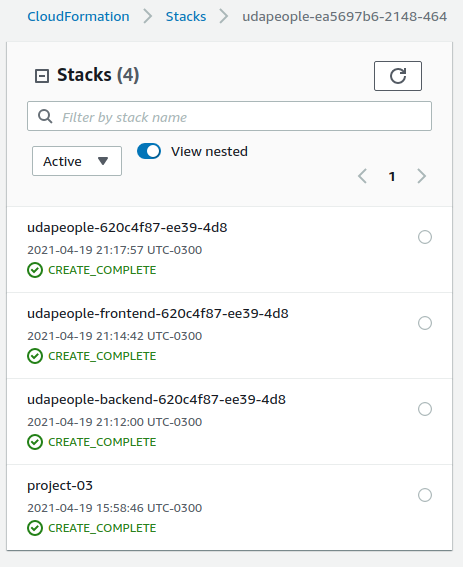 CloudFormation > Stacks > udapeople-ea5697b6-2148-464
Stacks (4)
Filter by stack name
Active
View nested
1
udapeople-620c4f87-ee39-4d8
2021-04-19 21:17:57 UTC-0300
CREATE_COMPLETE
udapeople-frontend-620c4f87-ee39-4d8
2021-04-19 21:14:42 UTC-0300
CREATE_COMPLETE
udapeople-backend-620c4f87-ee39-4d8
2021-04-19 21:12:00 UTC-0300
CREATE_COMPLETE
project-03
2021-04-19 15:58:46 UTC-0300
CREATE_COMPLETE